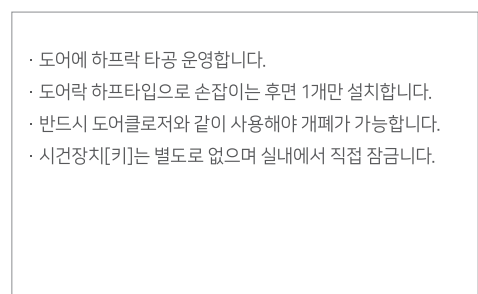 · 도어에 하프락 타공 운영합니다.
· 도어락 하프타입으로 손잡이는 후면 1개만 설치합니다.
· 반드시 도어클로저와 같이 사용해야 개폐가 가능합니다.
· 시건장치[키]는 별도로 없으며 실내에서 직접 잠금니다.